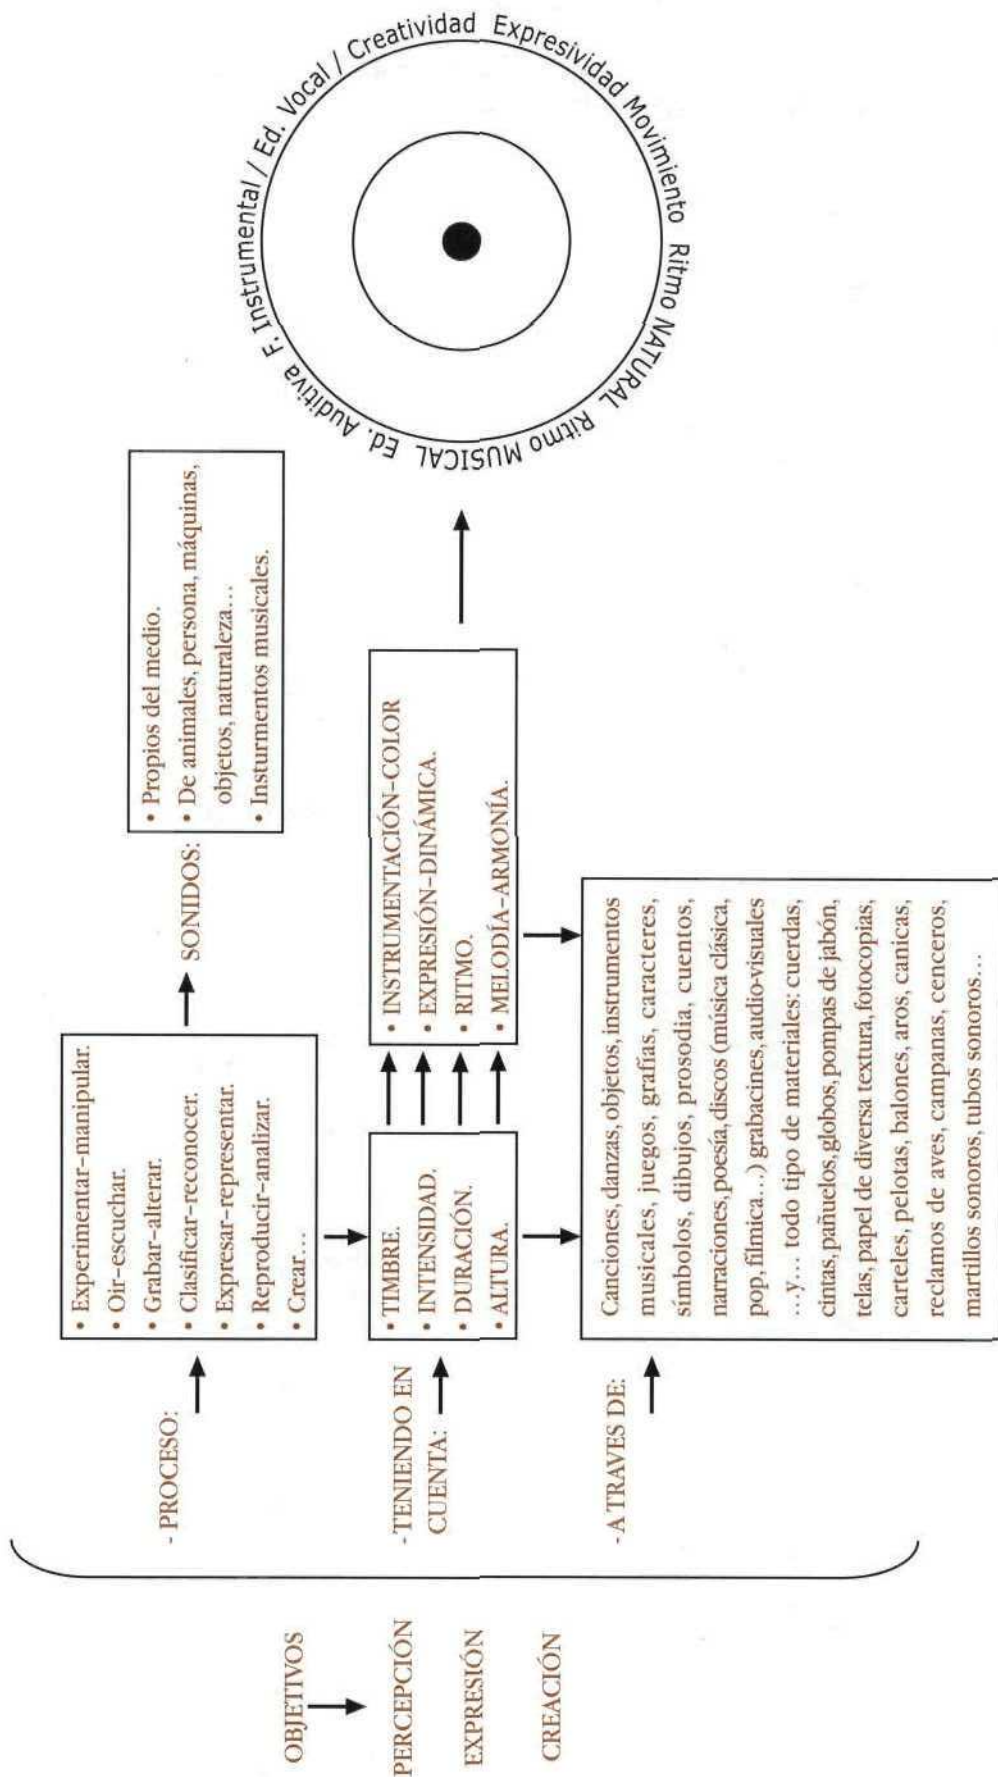 OBJETIVOS
PERCEPCIÓN
EXPRESIÓN
CREACIÓN
- PROCESO:
• Experimentar-manipular.
• Oir-escuchar.
• Grabar-alterar.
• Clasificar-reconocer.
• Expresar-representar.
• Reproducir-analizar.
• Crear…
SONIDOS:
• Propios del medio.
• De animales, persona, máquinas,
objetos, naturaleza…
• Insturmentos musicales.
- TENIENDO EN
CUENTA:
• TIMBRE.
• INTENSIDAD.
• DURACIÓN.
• ALTURA.
• INSTRUMENTACIÓN-COLOR
• EXPRESIÓN-DINÁMICA.
• RITMO.
• MELODÍA-ARMONÍA.
- A TRAVES DE:
Canciones, danzas, objetos, instrumentos
musicales, juegos, grafías, caracteres,
símbolos, dibujos, prosodia, cuentos,
narraciones, poesía, discos (música clásica,
pop, fílmica…) grabacines, audio-visuales
…y… todo tipo de materiales: cuerdas,
cintas, pañuelos, globos, pompas de jabón,
telas, papel de diversa textura, fotocopias,
carteles, pelotas, balones, aros, canicas,
reclamos de aves, campanas, cencerros,
martillos sonoros, tubos sonoros…
Ritmo MUSICAL Ed. Auditiva F. Instrumental / Ed. Vocal / Creatividad Expresividad Movimiento Ritmo NATURAL